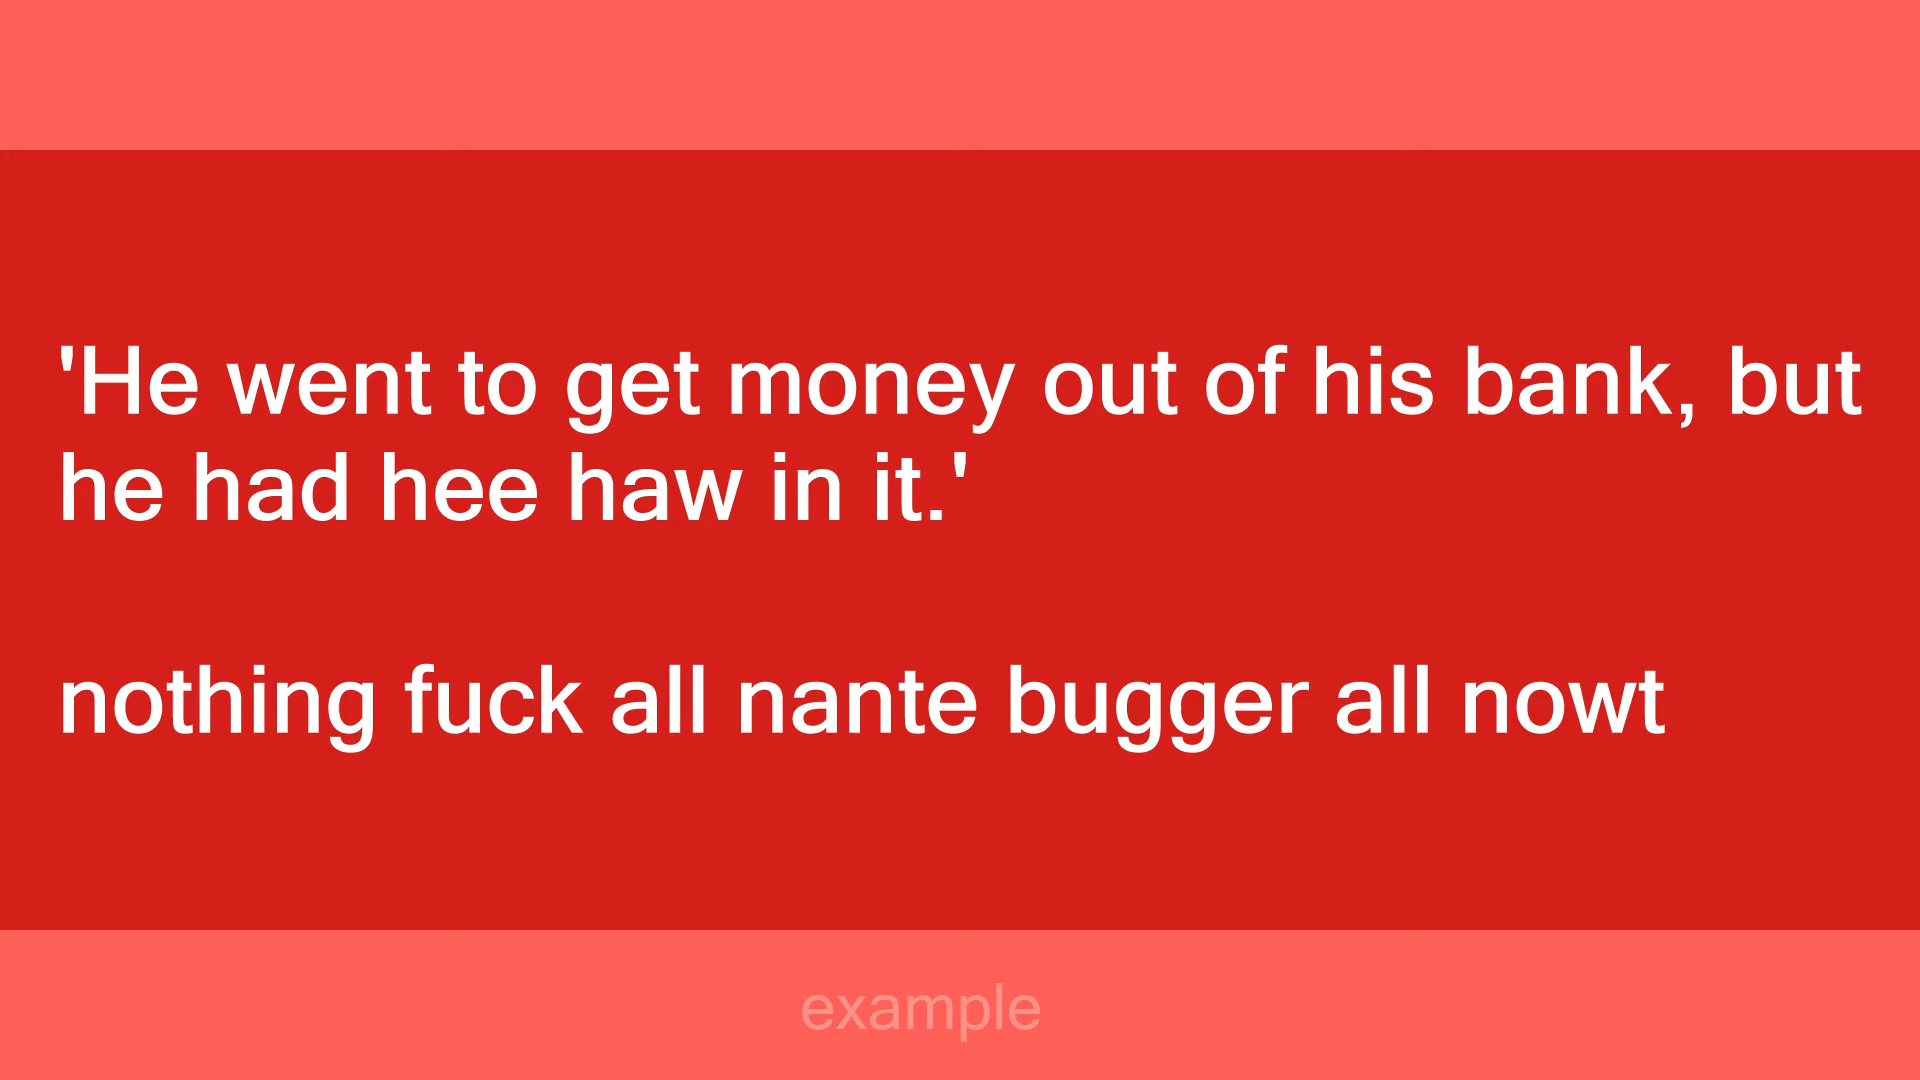 'He went to get money out of his bank, but
he had hee haw in it.'
nothing fuck all nante bugger all nowt
example